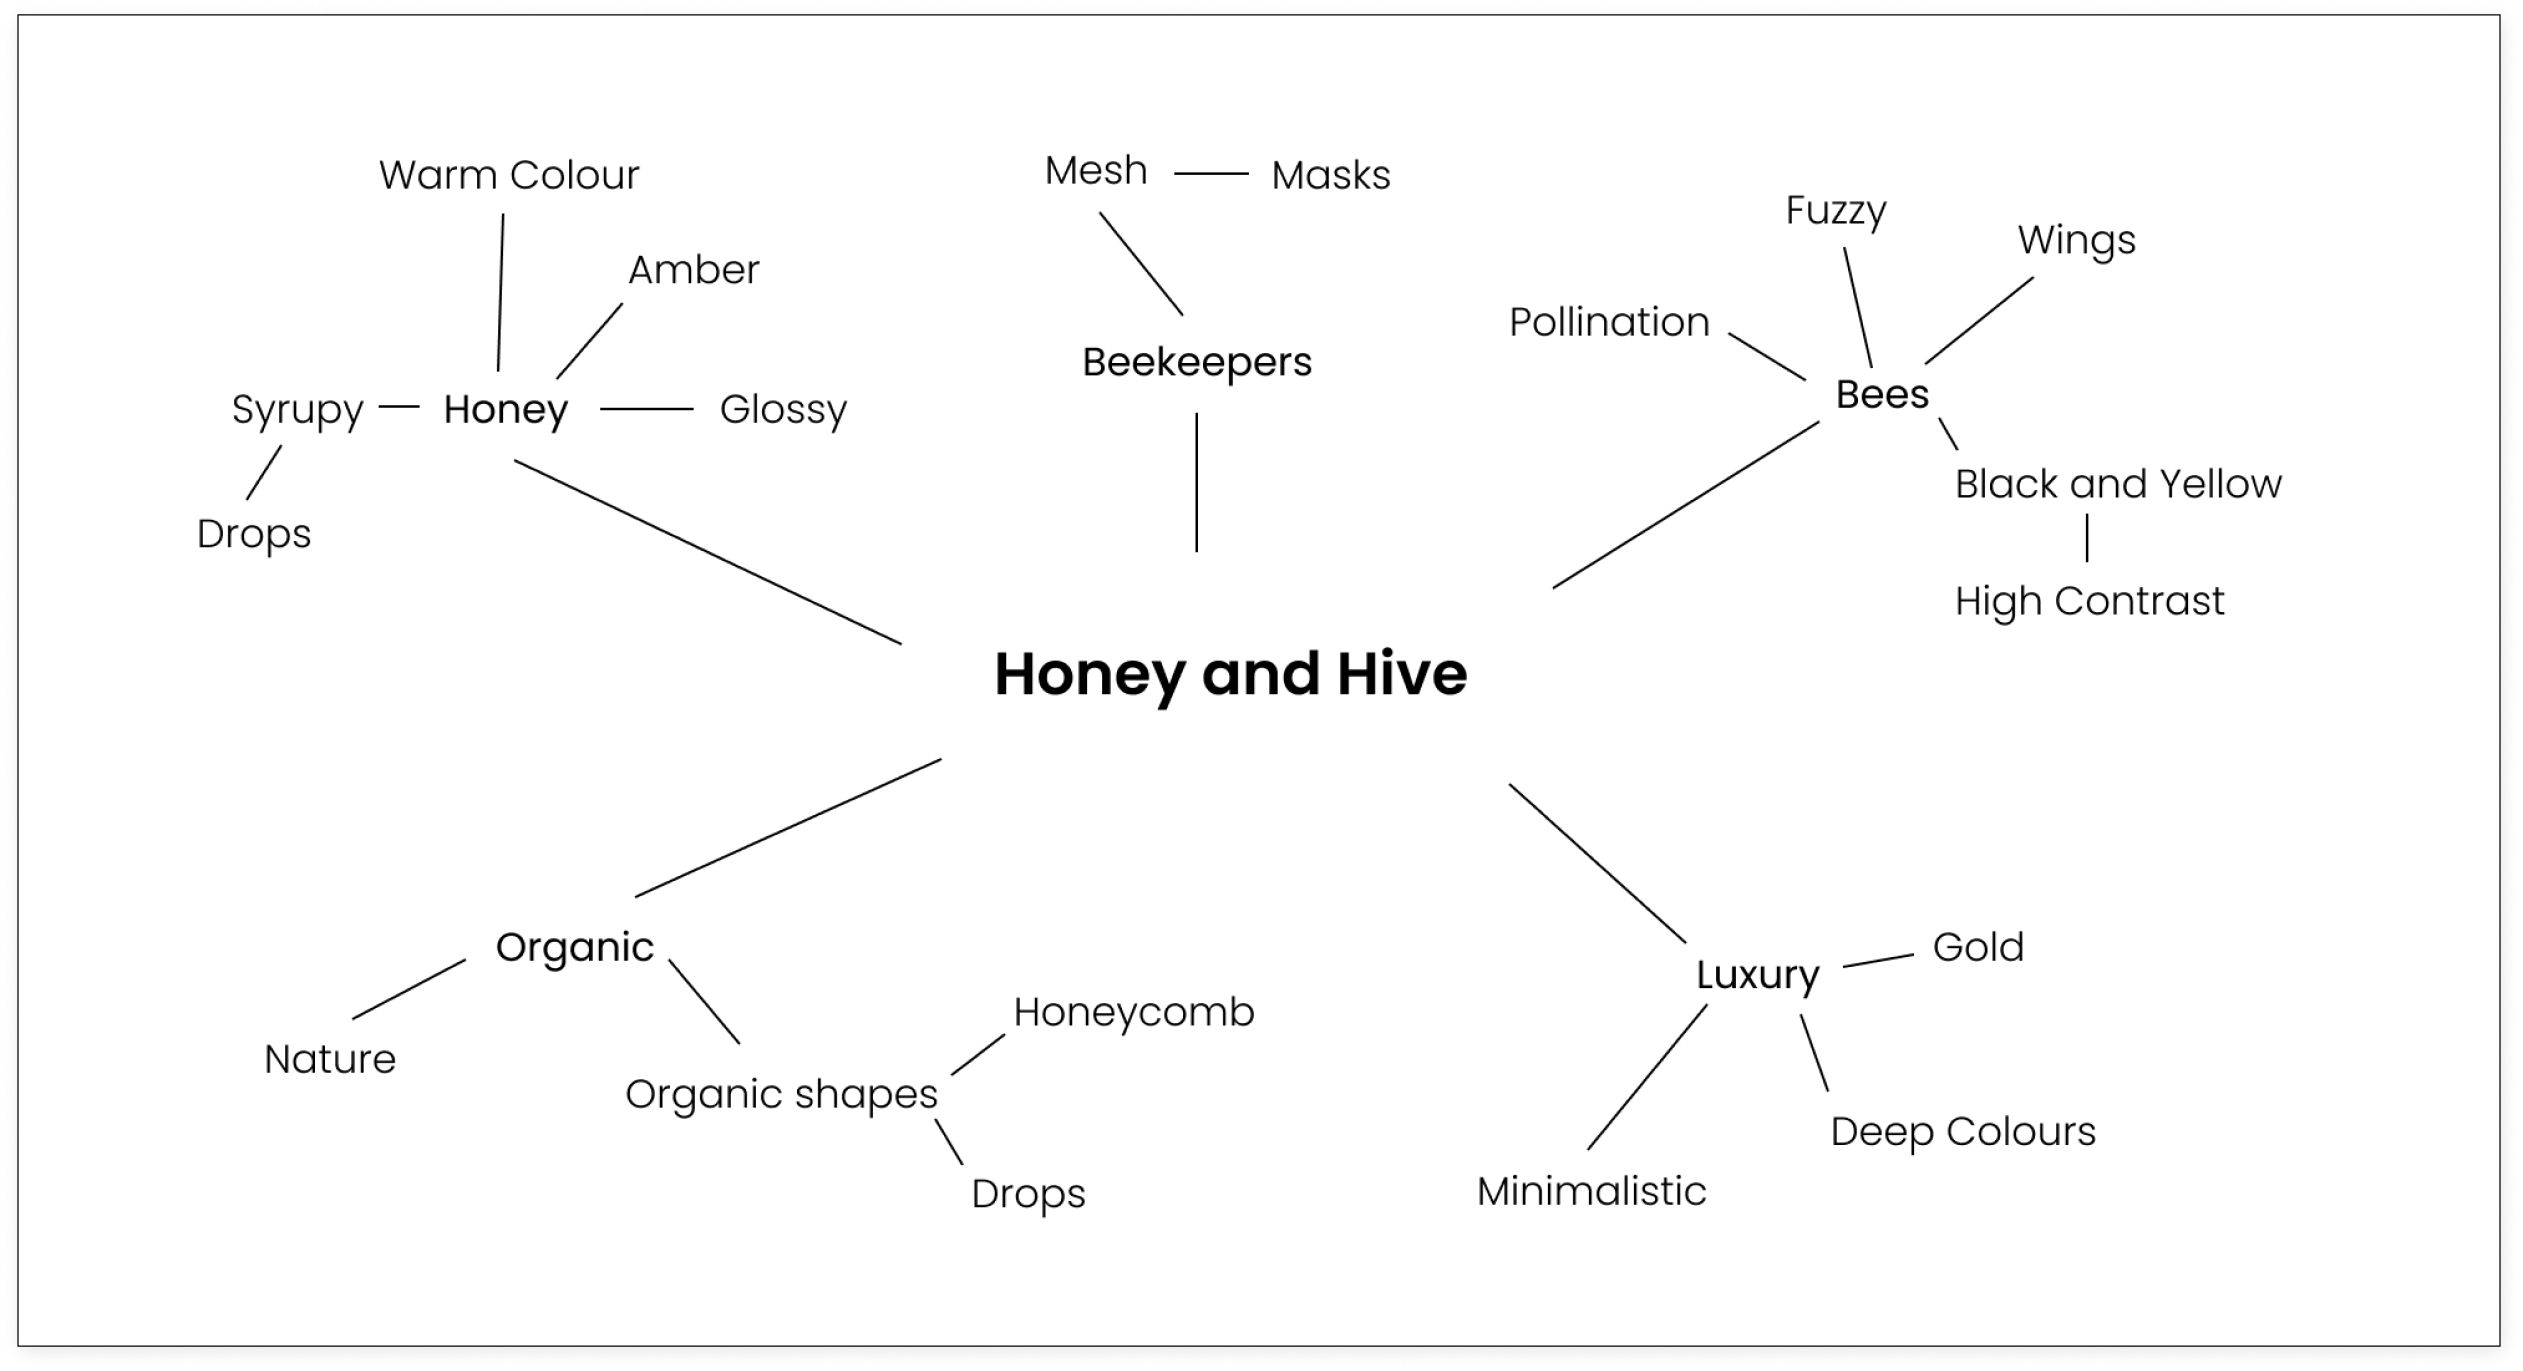 Warm Colour
Amber
Syrupy
Honey
Glossy
Drops
Mesh
Masks
Beekeepers
Fuzzy
Wings
Pollination
Bees
Black and Yellow
High Contrast
Honey and Hive
Organic
Nature
Honeycomb
Organic shapes
Drops
Luxury
Gold
Deep Colours
Minimalistic